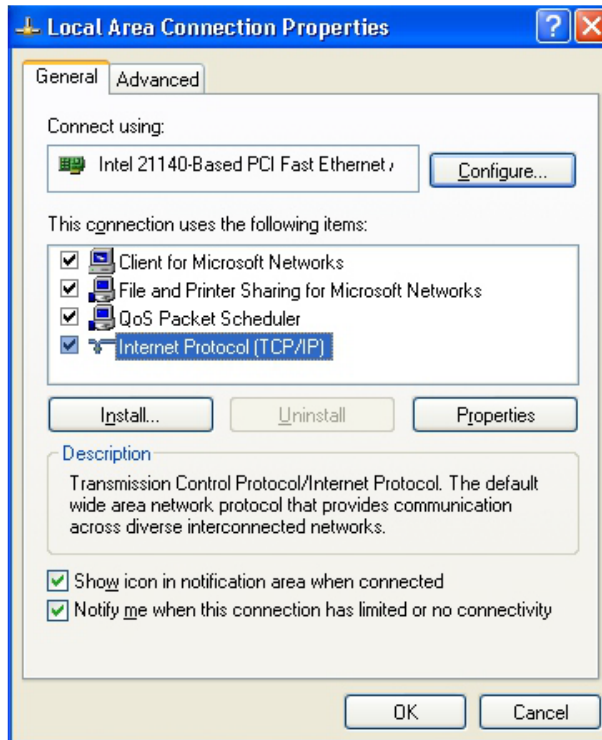 Local Area Connection Properties
General
Advanced
Connect using:
Intel 21140-Based PCI Fast Ethernet
Configure...
This connection uses the following items:
Client for Microsoft Networks
File and Printer Sharing for Microsoft Networks
QoS Packet Scheduler
Internet Protocol (TCP/IP)
Install...
Uninstall
Properties
Description
Transmission Control Protocol/Internet Protocol. The default
wide area network protocol that provides communication
across diverse interconnected networks.
Show icon in notification area when connected
Notify me when this connection has limited or no connectivity
OK
Cancel